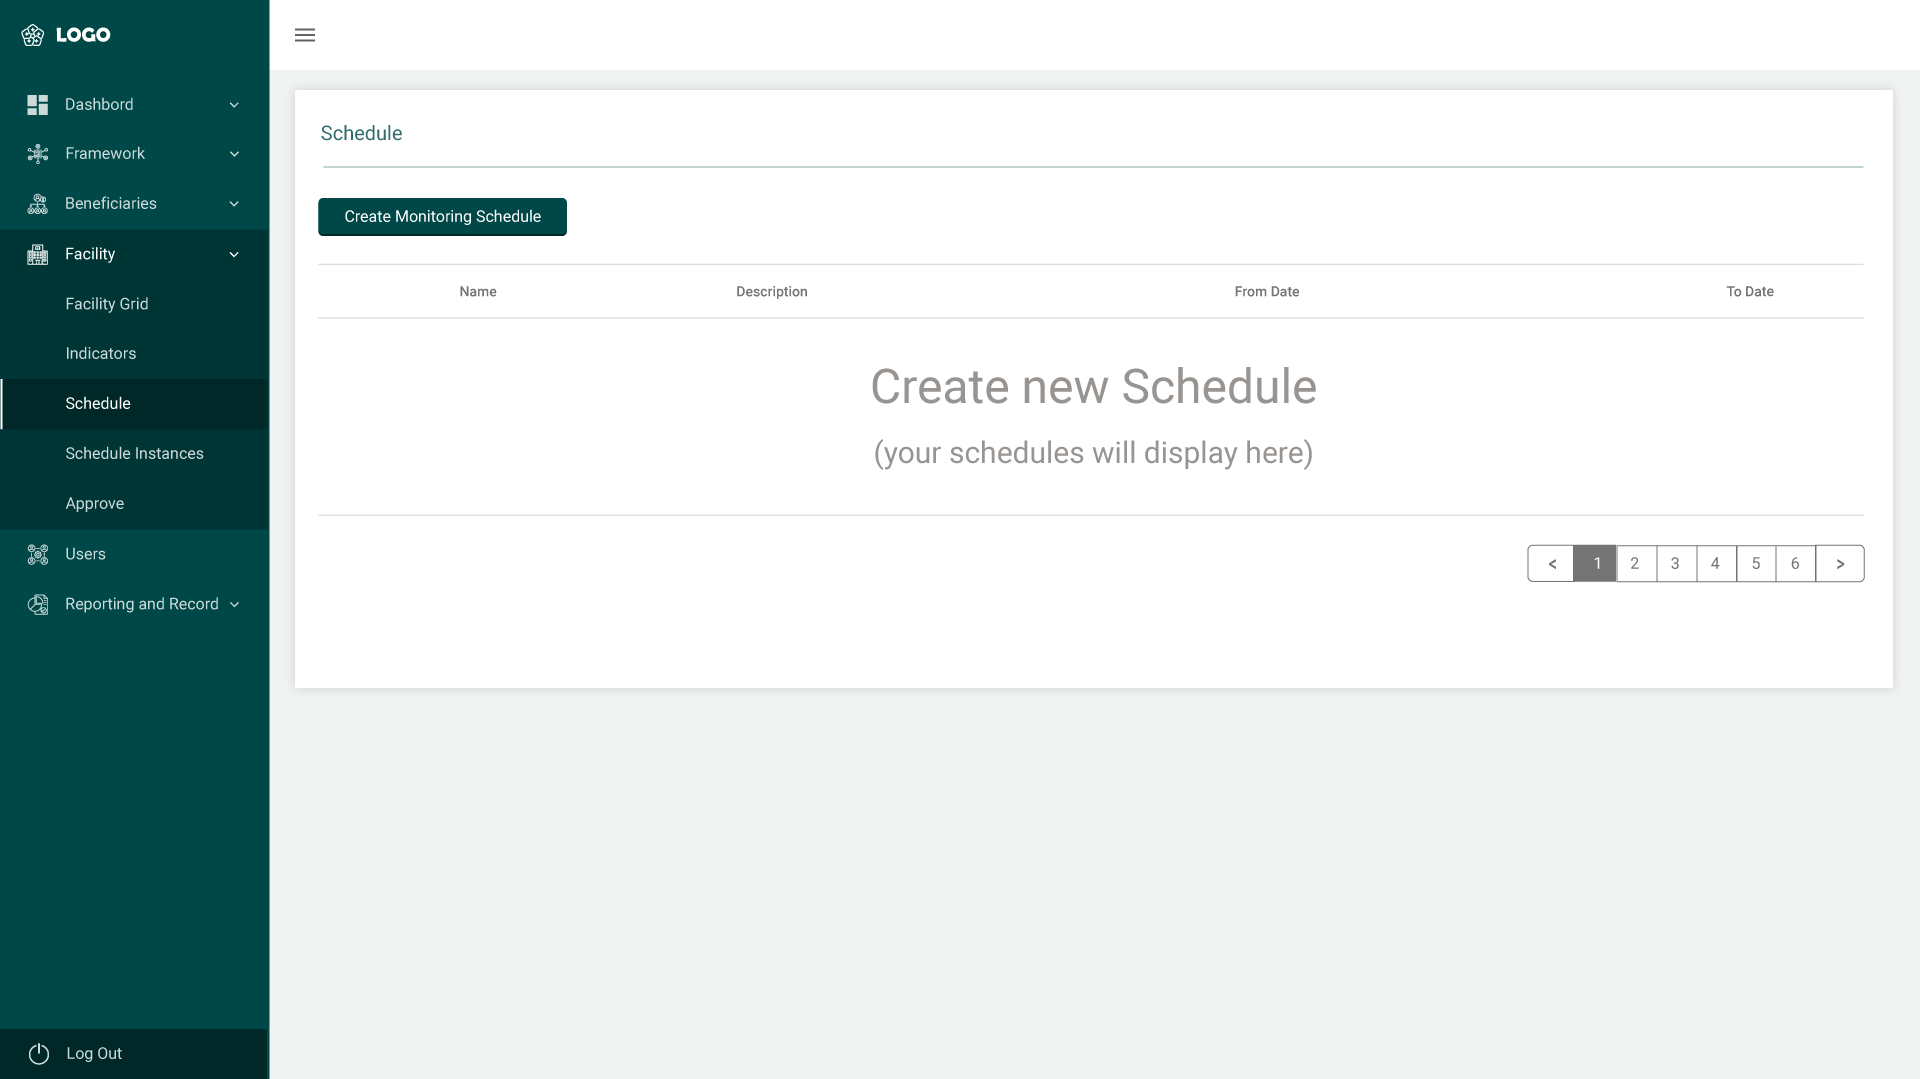 LOGO
Dashbord
Framework
Beneficiaries
Facility
Facility Grid
Indicators
Schedule
Schedule Instances
Approve
Users
Reporting and Record
Log Out
Schedule
Create Monitoring Schedule
Name Description From Date To Date
Create new Schedule
(your schedules will display here)
< 1 2 3 4 5 6 >